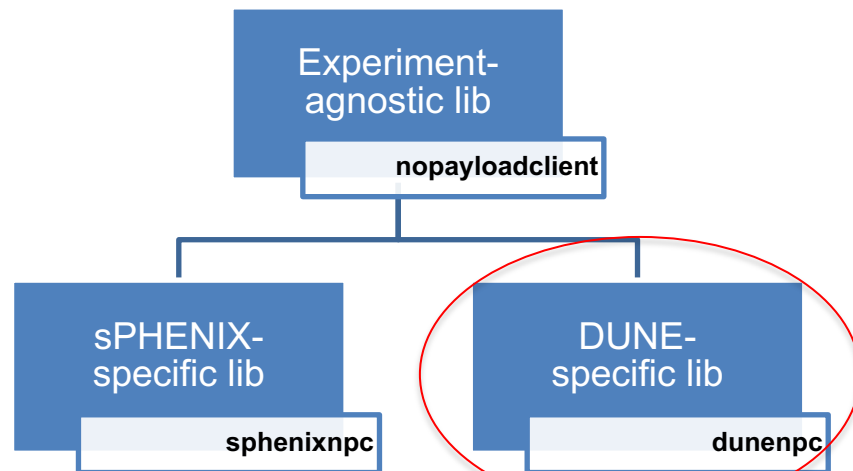 Experiment-
agnostic lib
nopayloadclient
sPHENIX-
specific lib
sphenixnpc
DUNE-
specific lib
dunenpc